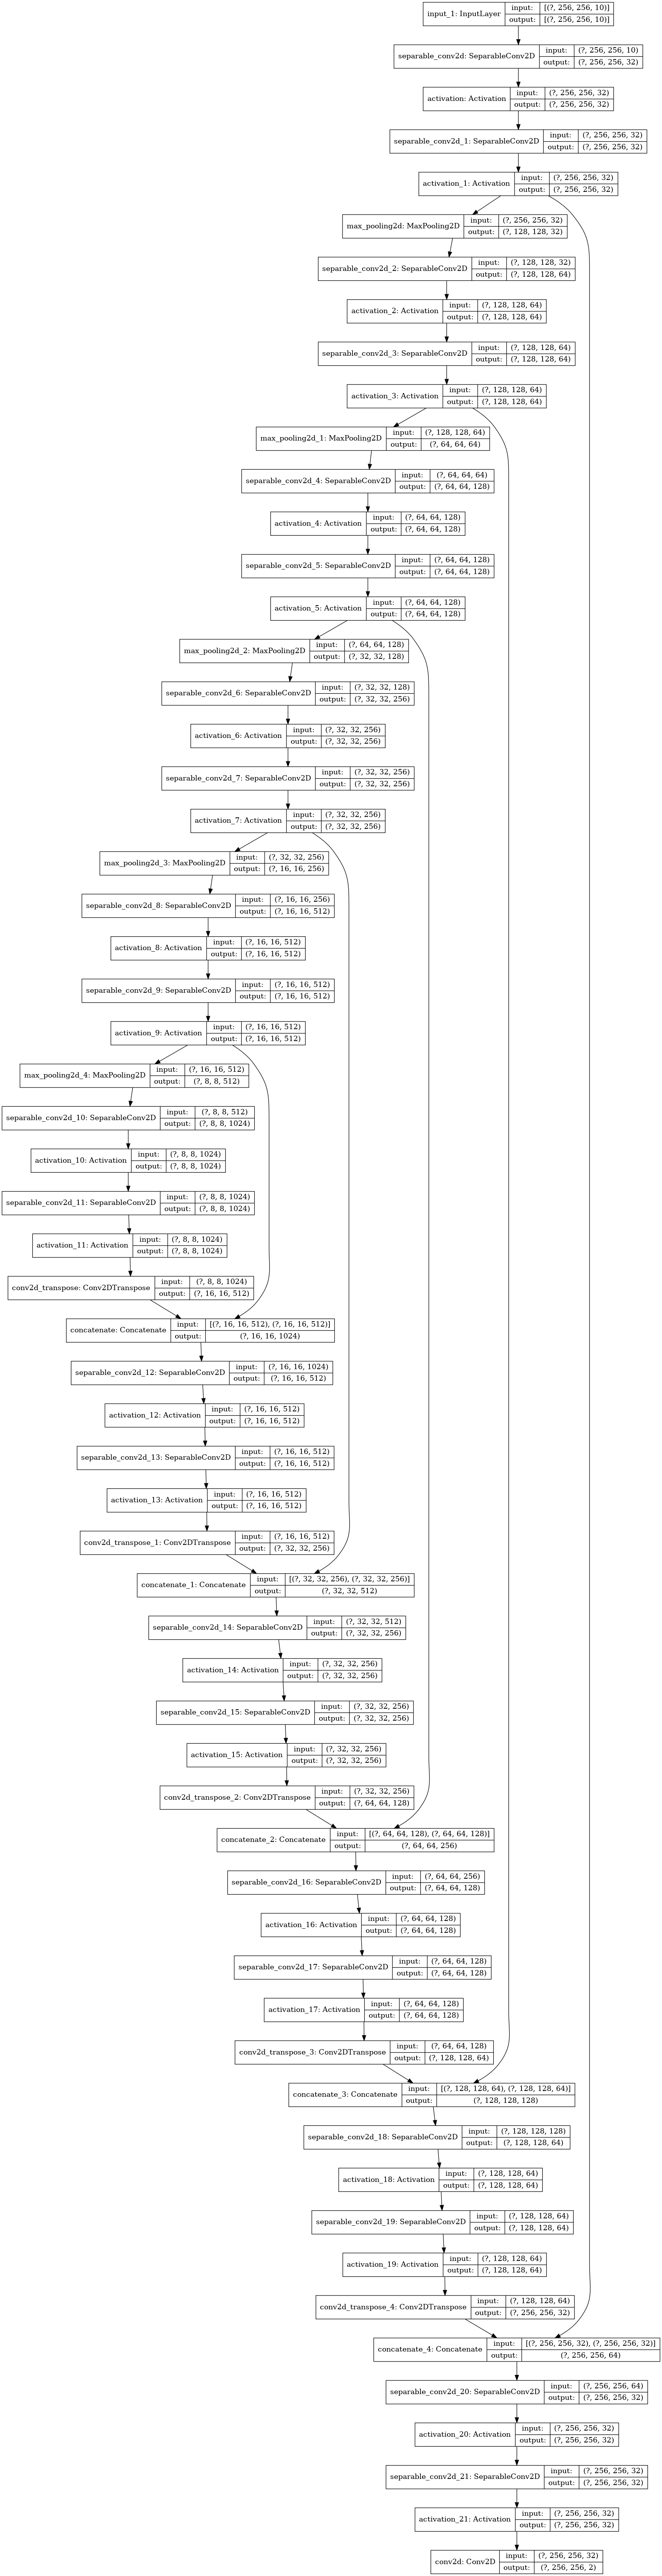 input_1: InputLayer input: [(?, 256, 256, 10)]
output: [(?, 256, 256, 10)]
separable_conv2d: SeparableConv2D input: (?, 256, 256, 10)
output: (?, 256, 256, 32)
activation: Activation input: (?, 256, 256, 32)
output: (?, 256, 256, 32)
separable_conv2d_1: SeparableConv2D input: (?, 256, 256, 32)
output: (?, 256, 256, 32)
activation_1: Activation input: (?, 256, 256, 32)
output: (?, 256, 256, 32)
max_pooling2d: MaxPooling2D input: (?, 256, 256, 32)
output: (?, 128, 128, 32)
separable_conv2d_2: SeparableConv2D input: (?, 128, 128, 32)
output: (?, 128, 128, 64)
activation_2: Activation input: (?, 128, 128, 64)
output: (?, 128, 128, 64)
separable_conv2d_3: SeparableConv2D input: (?, 128, 128, 64)
output: (?, 128, 128, 64)
activation_3: Activation input: (?, 128, 128, 64)
output: (?, 128, 128, 64)
max_pooling2d_1: MaxPooling2D input: (?, 128, 128, 64)
output: (?, 64, 64, 64)
separable_conv2d_4: SeparableConv2D input: (?, 64, 64, 64)
output: (?, 64, 64, 128)
activation_4: Activation input: (?, 64, 64, 128)
output: (?, 64, 64, 128)
separable_conv2d_5: SeparableConv2D input: (?, 64, 64, 128)
output: (?, 64, 64, 128)
activation_5: Activation input: (?, 64, 64, 128)
output: (?, 64, 64, 128)
max_pooling2d_2: MaxPooling2D input: (?, 64, 64, 128)
output: (?, 32, 32, 128)
separable_conv2d_6: SeparableConv2D input: (?, 32, 32, 128)
output: (?, 32, 32, 256)
activation_6: Activation input: (?, 32, 32, 256)
output: (?, 32, 32, 256)
separable_conv2d_7: SeparableConv2D input: (?, 32, 32, 256)
output: (?, 32, 32, 256)
activation_7: Activation input: (?, 32, 32, 256)
output: (?, 32, 32, 256)
max_pooling2d_3: MaxPooling2D input: (?, 32, 32, 256)
output: (?, 16, 16, 256)
separable_conv2d_8: SeparableConv2D input: (?, 16, 16, 256)
output: (?, 16, 16, 512)
activation_8: Activation input: (?, 16, 16, 512)
output: (?, 16, 16, 512)
separable_conv2d_9: SeparableConv2D input: (?, 16, 16, 512)
output: (?, 16, 16, 512)
activation_9: Activation input: (?, 16, 16, 512)
output: (?, 16, 16, 512)
max_pooling2d_4: MaxPooling2D input: (?, 16, 16, 512)
output: (?, 8, 8, 512)
separable_conv2d_10: SeparableConv2D input: (?, 8, 8, 512)
output: (?, 8, 8, 1024)
activation_10: Activation input: (?, 8, 8, 1024)
output: (?, 8, 8, 1024)
separable_conv2d_11: SeparableConv2D input: (?, 8, 8, 1024)
output: (?, 8, 8, 1024)
activation_11: Activation input: (?, 8, 8, 1024)
output: (?, 8, 8, 1024)
conv2d_transpose: Conv2DTranspose input: (?, 8, 8, 1024)
output: (?, 16, 16, 512)
concatenate: Concatenate input: [(?, 16, 16, 512), (?, 16, 16, 512)]
output: (?, 16, 16, 1024)
separable_conv2d_12: SeparableConv2D input: (?, 16, 16, 1024)
output: (?, 16, 16, 512)
activation_12: Activation input: (?, 16, 16, 512)
output: (?, 16, 16, 512)
separable_conv2d_13: SeparableConv2D input: (?, 16, 16, 512)
output: (?, 16, 16, 512)
activation_13: Activation input: (?, 16, 16, 512)
output: (?, 16, 16, 512)
conv2d_transpose_1: Conv2DTranspose input: (?, 16, 16, 512)
output: (?, 32, 32, 256)
concatenate_1: Concatenate input: [(?, 32, 32, 256), (?, 32, 32, 256)]
output: (?, 32, 32, 512)
separable_conv2d_14: SeparableConv2D input: (?, 32, 32, 512)
output: (?, 32, 32, 256)
activation_14: Activation input: (?, 32, 32, 256)
output: (?, 32, 32, 256)
separable_conv2d_15: SeparableConv2D input: (?, 32, 32, 256)
output: (?, 32, 32, 256)
activation_15: Activation input: (?, 32, 32, 256)
output: (?, 32, 32, 256)
conv2d_transpose_2: Conv2DTranspose input: (?, 32, 32, 256)
output: (?, 64, 64, 128)
concatenate_2: Concatenate input: [(?, 64, 64, 128), (?, 64, 64, 128)]
output: (?, 64, 64, 256)
separable_conv2d_16: SeparableConv2D input: (?, 64, 64, 256)
output: (?, 64, 64, 128)
activation_16: Activation input: (?, 64, 64, 128)
output: (?, 64, 64, 128)
separable_conv2d_17: SeparableConv2D input: (?, 64, 64, 128)
output: (?, 64, 64, 128)
activation_17: Activation input: (?, 64, 64, 128)
output: (?, 64, 64, 128)
conv2d_transpose_3: Conv2DTranspose input: (?, 64, 64, 128)
output: (?, 128, 128, 64)
concatenate_3: Concatenate input: [(?, 128, 128, 64), (?, 128, 128, 64)]
output: (?, 128, 128, 128)
separable_conv2d_18: SeparableConv2D input: (?, 128, 128, 128)
output: (?, 128, 128, 64)
activation_18: Activation input: (?, 128, 128, 64)
output: (?, 128, 128, 64)
separable_conv2d_19: SeparableConv2D input: (?, 128, 128, 64)
output: (?, 128, 128, 64)
activation_19: Activation input: (?, 128, 128, 64)
output: (?, 128, 128, 64)
conv2d_transpose_4: Conv2DTranspose input: (?, 128, 128, 64)
output: (?, 256, 256, 32)
concatenate_4: Concatenate input: [(?, 256, 256, 32), (?, 256, 256, 32)]
output: (?, 256, 256, 64)
separable_conv2d_20: SeparableConv2D input: (?, 256, 256, 64)
output: (?, 256, 256, 32)
activation_20: Activation input: (?, 256, 256, 32)
output: (?, 256, 256, 32)
separable_conv2d_21: SeparableConv2D input: (?, 256, 256, 32)
output: (?, 256, 256, 32)
activation_21: Activation input: (?, 256, 256, 32)
output: (?, 256, 256, 32)
conv2d: Conv2D input: (?, 256, 256, 32)
output: (?, 256, 256, 2)